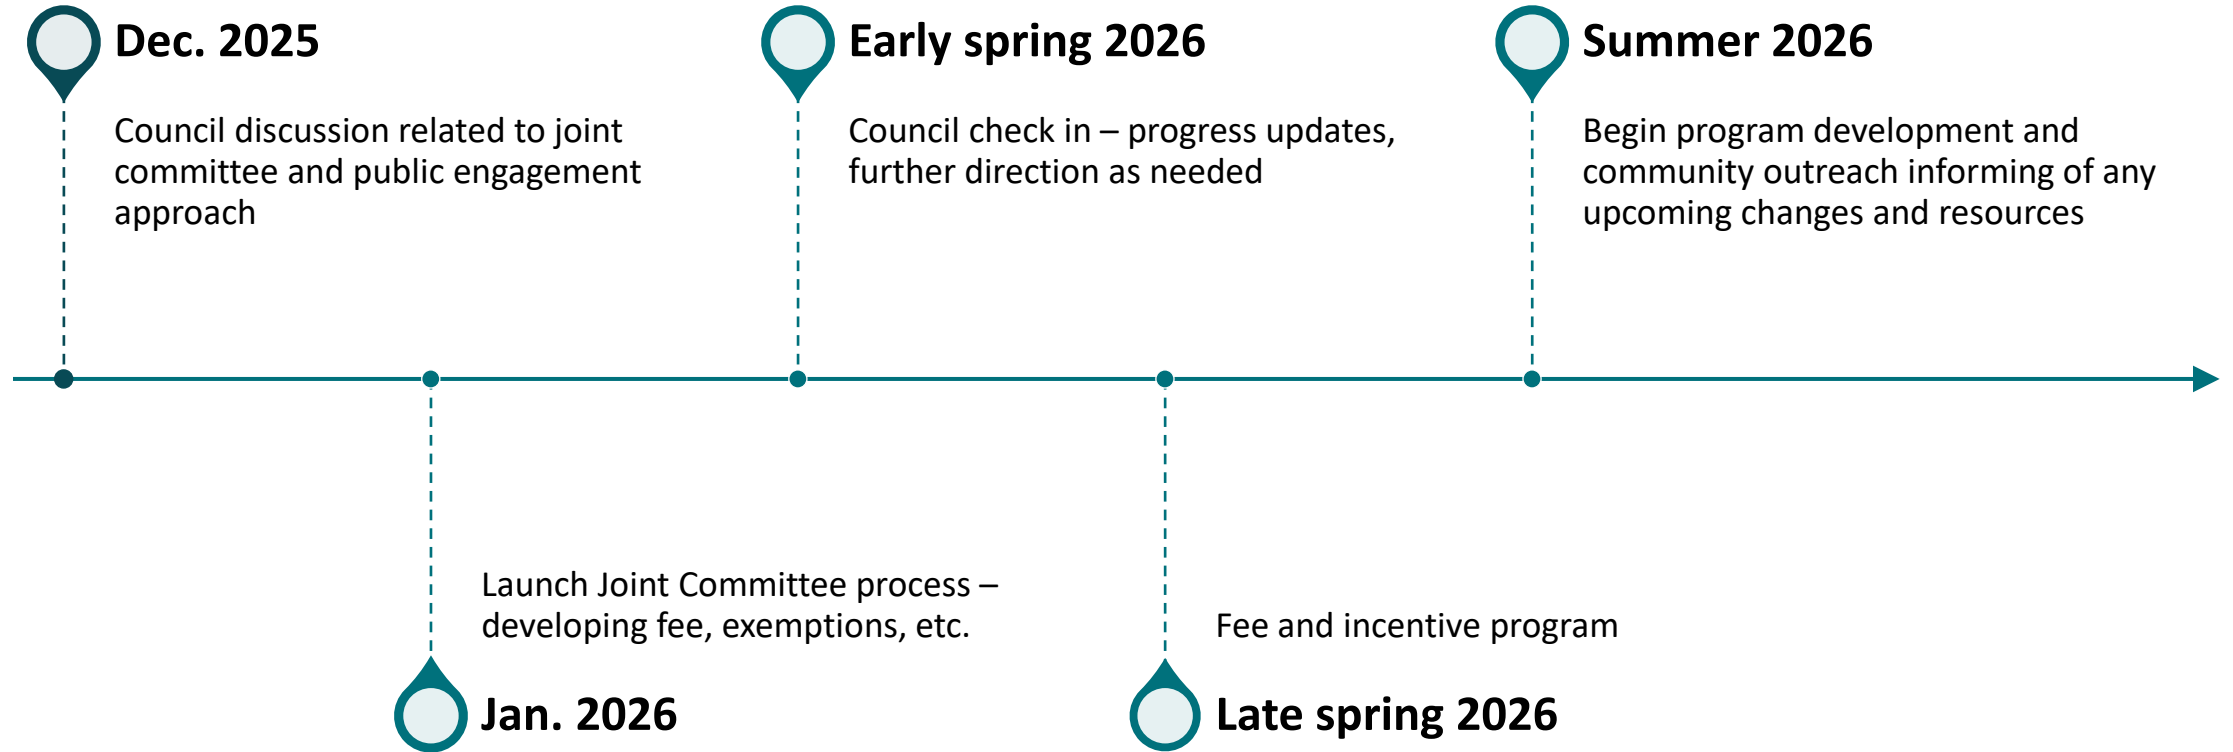 Dec. 2025
Council discussion related to joint
committee and public engagement
approach
Launch Joint Committee process –
developing fee, exemptions, etc.
Jan. 2026
Early spring 2026
Council check in – progress updates,
further direction as needed
Fee and incentive program
Late spring 2026
Summer 2026
Begin program development and
community outreach informing of any
upcoming changes and resources